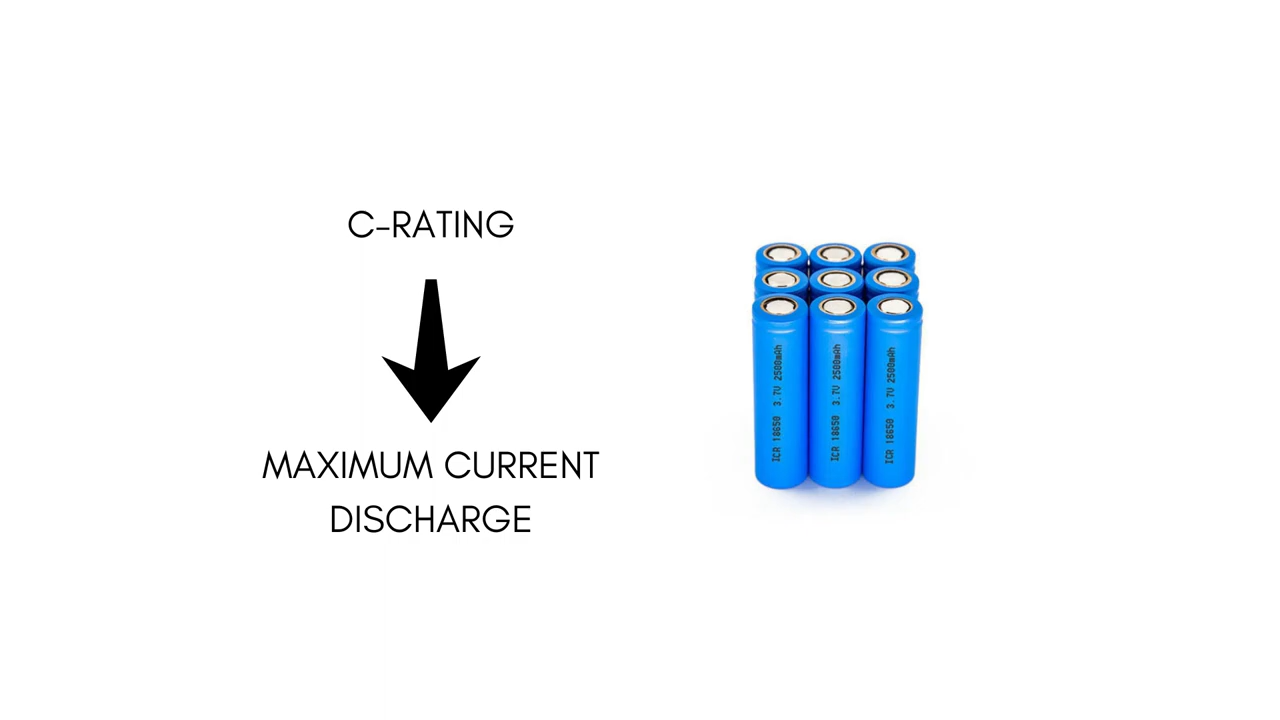 C-RATING
MAXIMUM CURRENT
DISCHARGE
ICR 18650 3.7V 2500mAh
ICR 18650 3.7V 2500mAh
ICR 18650 3.7V 2500mAh